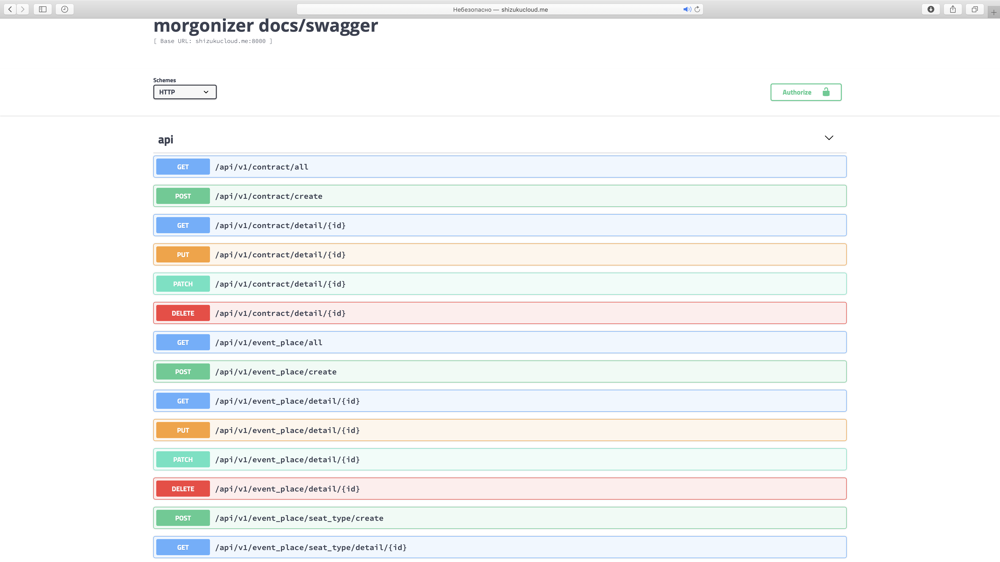 Небезопасно — shizukucloud.me
morgonizer docs/swagger
[ Base URL: shizukucloud.me:8000 ]
Schemes
HTTP
Authorize
api
GET /api/v1/contract/all
POST /api/v1/contract/create
GET /api/v1/contract/detail/{id}
PUT /api/v1/contract/detail/{id}
PATCH /api/v1/contract/detail/{id}
DELETE /api/v1/contract/detail/{id}
GET /api/v1/event_place/all
POST /api/v1/event_place/create
GET /api/v1/event_place/detail/{id}
PUT /api/v1/event_place/detail/{id}
PATCH /api/v1/event_place/detail/{id}
DELETE /api/v1/event_place/detail/{id}
POST /api/v1/event_place/seat_type/create
GET /api/v1/event_place/seat_type/detail/{id}